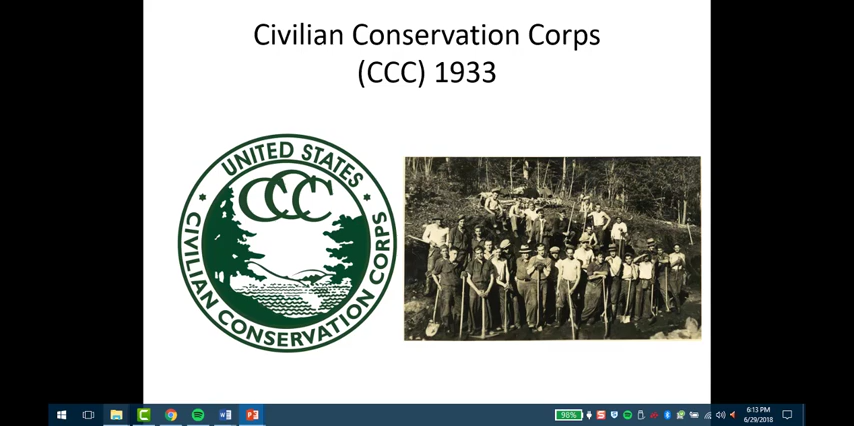 Civilian Conservation Corps
(CCC) 1933
UNITED STATES
CCC
CIVILIAN CONSERVATION CORPS
98%
6:13 PM
6/29/2018